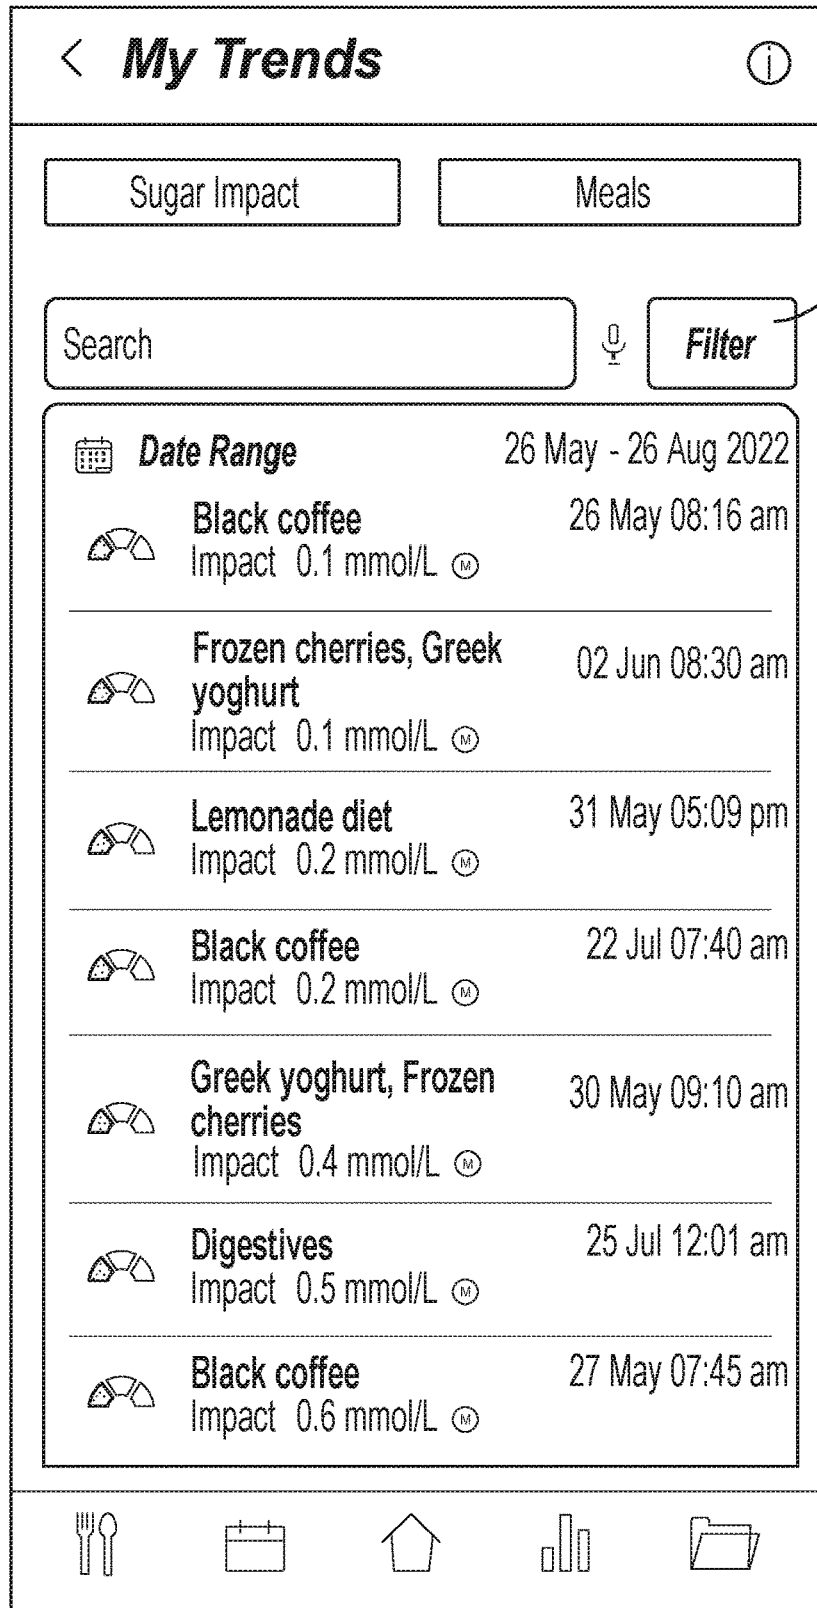 < My Trends
Sugar Impact Meals
Search Filter
Date Range 26 May - 26 Aug 2022
Black coffee 26 May 08:16 am
Impact 0.1 mmol/L M
Frozen cherries, Greek 02 Jun 08:30 am
yoghurt
Impact 0.1 mmol/L M
Lemonade diet 31 May 05:09 pm
Impact 0.2 mmol/L M
Black coffee 22 Jul 07:40 am
Impact 0.2 mmol/L M
Greek yoghurt, Frozen 30 May 09:10 am
cherries
Impact 0.4 mmol/L M
Digestives 25 Jul 12:01 am
Impact 0.5 mmol/L M
Black coffee 27 May 07:45 am
Impact 0.6 mmol/L M